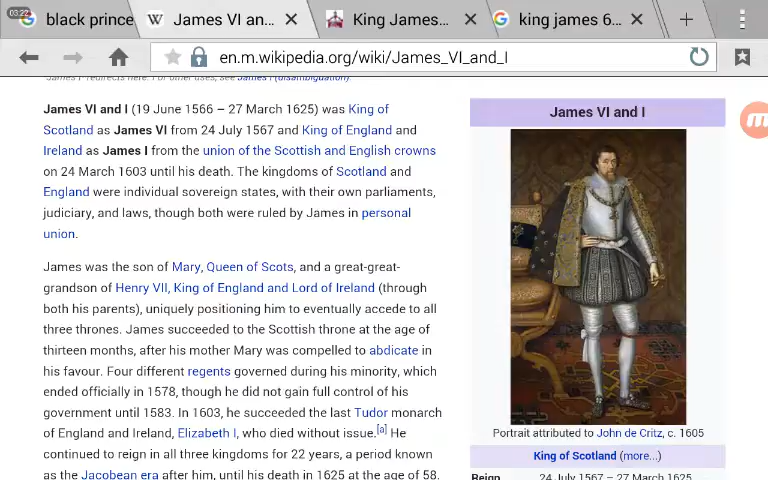 03:22
black prince
James VI an...
King James...
king james 6...
en.m.wikipedia.org/wiki/James_VI_and_I
"James I" redirects here. For other uses, see James I (disambiguation).
James VI and I (19 June 1566 – 27 March 1625) was King of
Scotland as James VI from 24 July 1567 and King of England and
Ireland as James I from the union of the Scottish and English crowns
on 24 March 1603 until his death. The kingdoms of Scotland and
England were individual sovereign states, with their own parliaments,
judiciary, and laws, though both were ruled by James in personal
union.
James was the son of Mary, Queen of Scots, and a great-great-
grandson of Henry VII, King of England and Lord of Ireland (through
both his parents), uniquely positioning him to eventually accede to all
three thrones. James succeeded to the Scottish throne at the age of
thirteen months, after his mother Mary was compelled to abdicate in
his favour. Four different regents governed during his minority, which
ended officially in 1578, though he did not gain full control of his
government until 1583. In 1603, he succeeded the last Tudor monarch
of England and Ireland, Elizabeth I, who died without issue.[a] He
continued to reign in all three kingdoms for 22 years, a period known
as the Jacobean era after him, until his death in 1625 at the age of 58.
James VI and I
Portrait attributed to John de Critz, c. 1605
King of Scotland (more...)
Reign 24 July 1567 – 27 March 1625